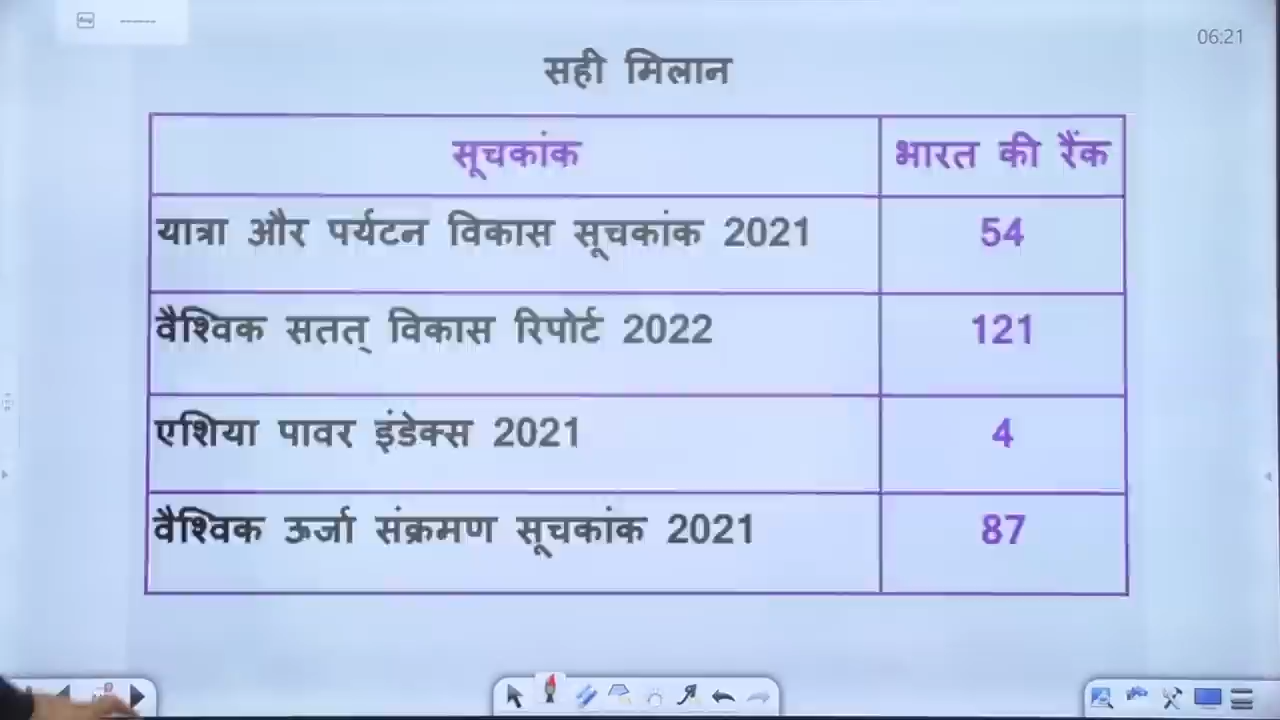 06:21
सही मिलान
सूचकांक भारत की रैंक
यात्रा और पर्यटन विकास सूचकांक 2021 54
वैश्विक सतत् विकास रिपोर्ट 2022 121
एशिया पावर इंडेक्स 2021 4
वैश्विक ऊर्जा संक्रमण सूचकांक 2021 87